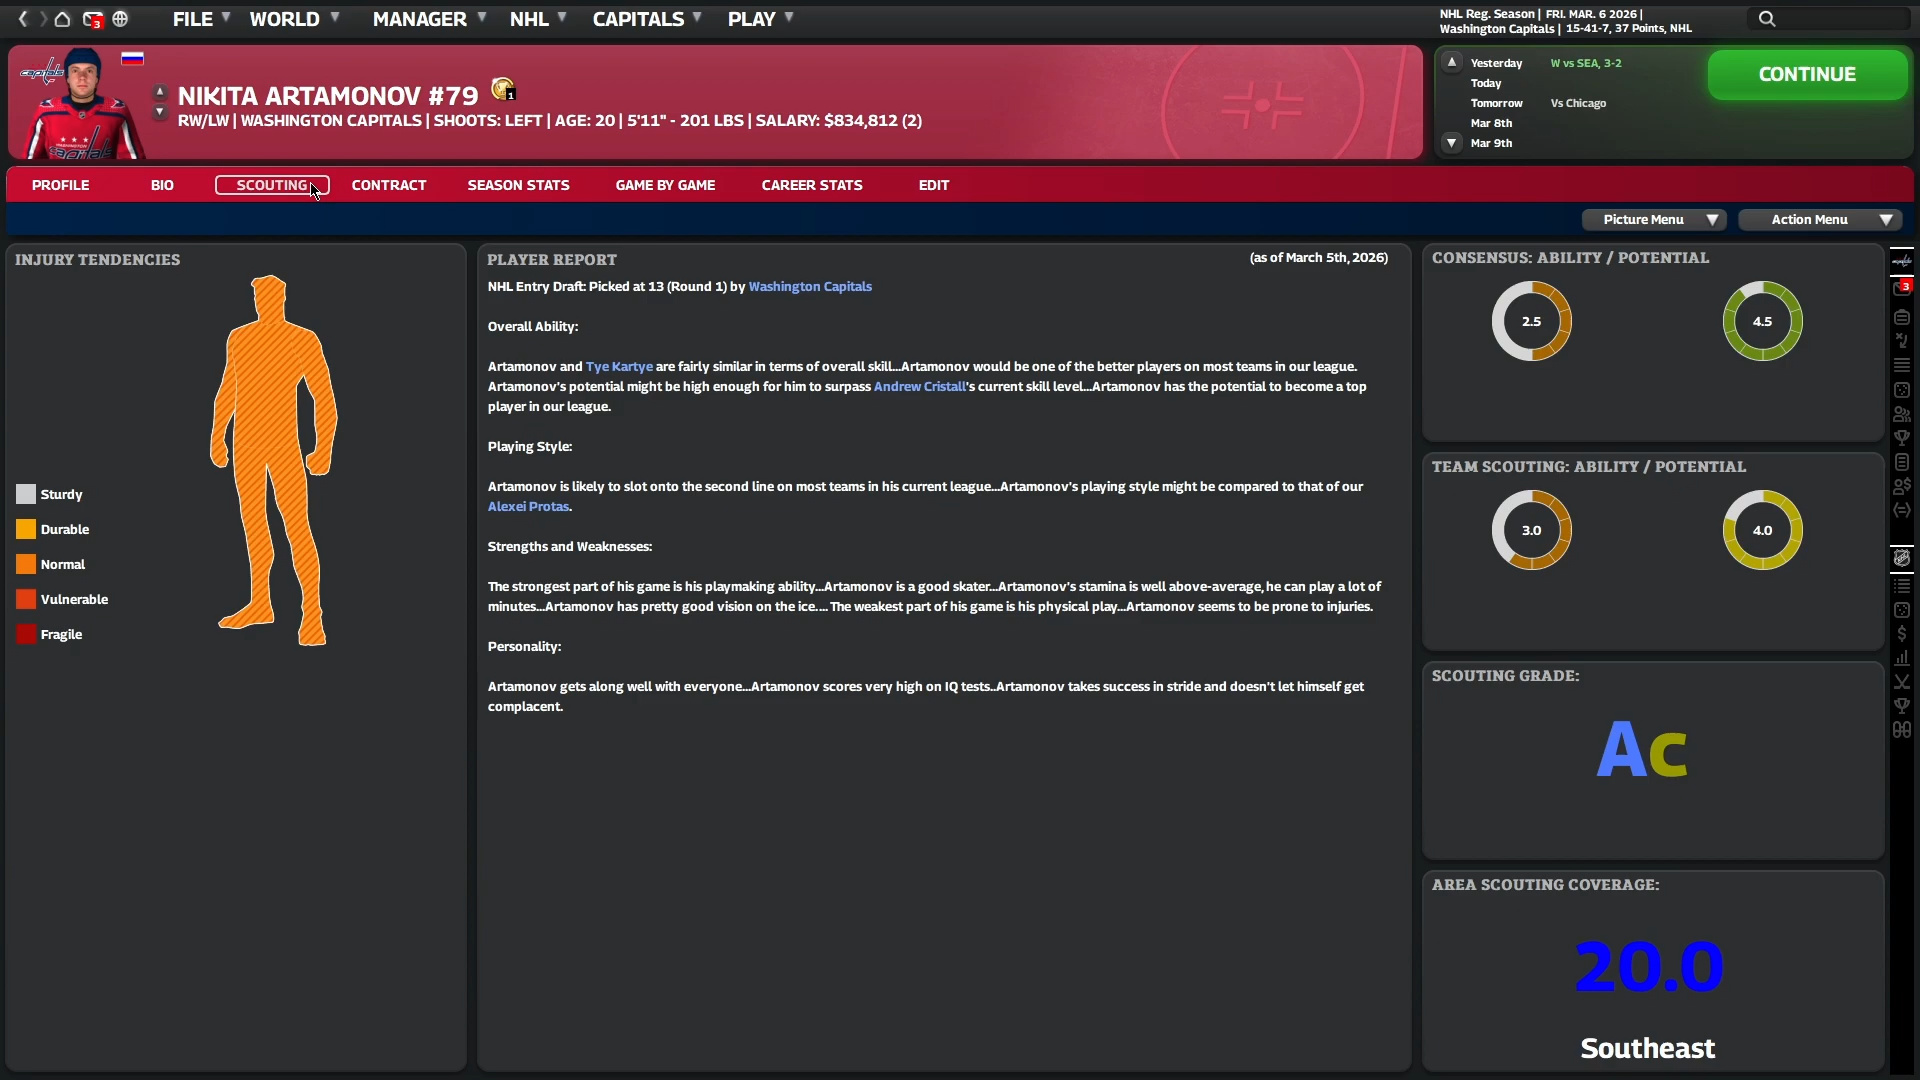 FILE WORLD MANAGER NHL CAPITALS PLAY
3
NHL Reg. Season | FRI. MAR. 6 2026 |
Washington Capitals | 15-41-7, 37 Points, NHL
NIKITA ARTAMONOV #79
1
RW/LW | WASHINGTON CAPITALS | SHOOTS: LEFT | AGE: 20 | 5'11" - 201 LBS | SALARY: $834,812 (2)
Yesterday W vs SEA, 3-2
Today
Tomorrow Vs Chicago
Mar 8th
Mar 9th
CONTINUE
PROFILE BIO SCOUTING CONTRACT SEASON STATS GAME BY GAME CAREER STATS EDIT
Picture Menu Action Menu
INJURY TENDENCIES
Sturdy
Durable
Normal
Vulnerable
Fragile
PLAYER REPORT (as of March 5th, 2026)
NHL Entry Draft: Picked at 13 (Round 1) by Washington Capitals
Overall Ability:
Artamonov and Tye Kartye are fairly similar in terms of overall skill...Artamonov would be one of the better players on most teams in our league.
Artamonov's potential might be high enough for him to surpass Andrew Cristall's current skill level...Artamonov has the potential to become a top
player in our league.
Playing Style:
Artamonov is likely to slot onto the second line on most teams in his current league...Artamonov's playing style might be compared to that of our
Alexei Protas.
Strengths and Weaknesses:
The strongest part of his game is his playmaking ability...Artamonov is a good skater...Artamonov's stamina is well above-average, he can play a lot of
minutes...Artamonov has pretty good vision on the ice.... The weakest part of his game is his physical play...Artamonov seems to be prone to injuries.
Personality:
Artamonov gets along well with everyone...Artamonov scores very high on IQ tests..Artamonov takes success in stride and doesn't let himself get
complacent.
CONSENSUS: ABILITY / POTENTIAL
2.5 4.5
TEAM SCOUTING: ABILITY / POTENTIAL
3.0 4.0
SCOUTING GRADE:
Ac
AREA SCOUTING COVERAGE:
20.0
Southeast
3